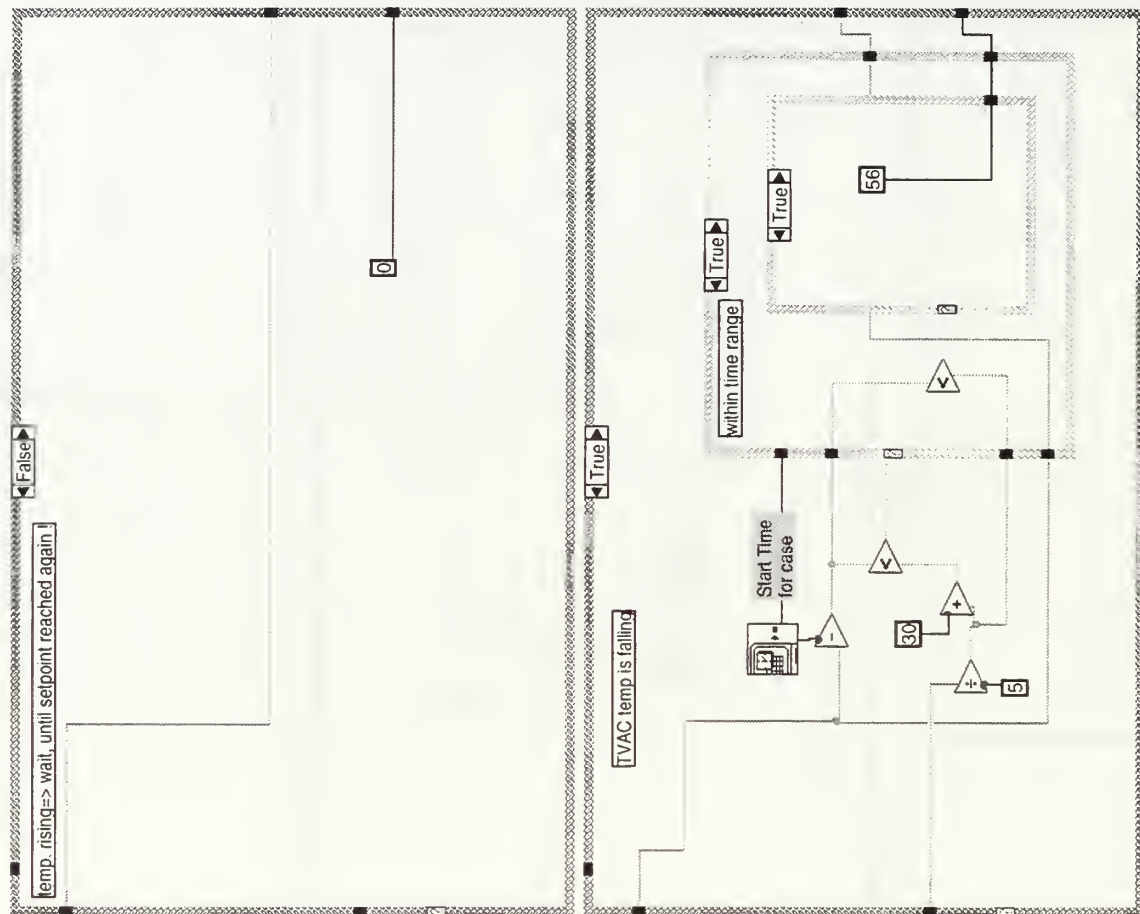 False
temp. rising=> wait, until setpoint reached again !
0
True
TVAC temp is falling
Start Time
for case
30
5
within time range
True
True
56